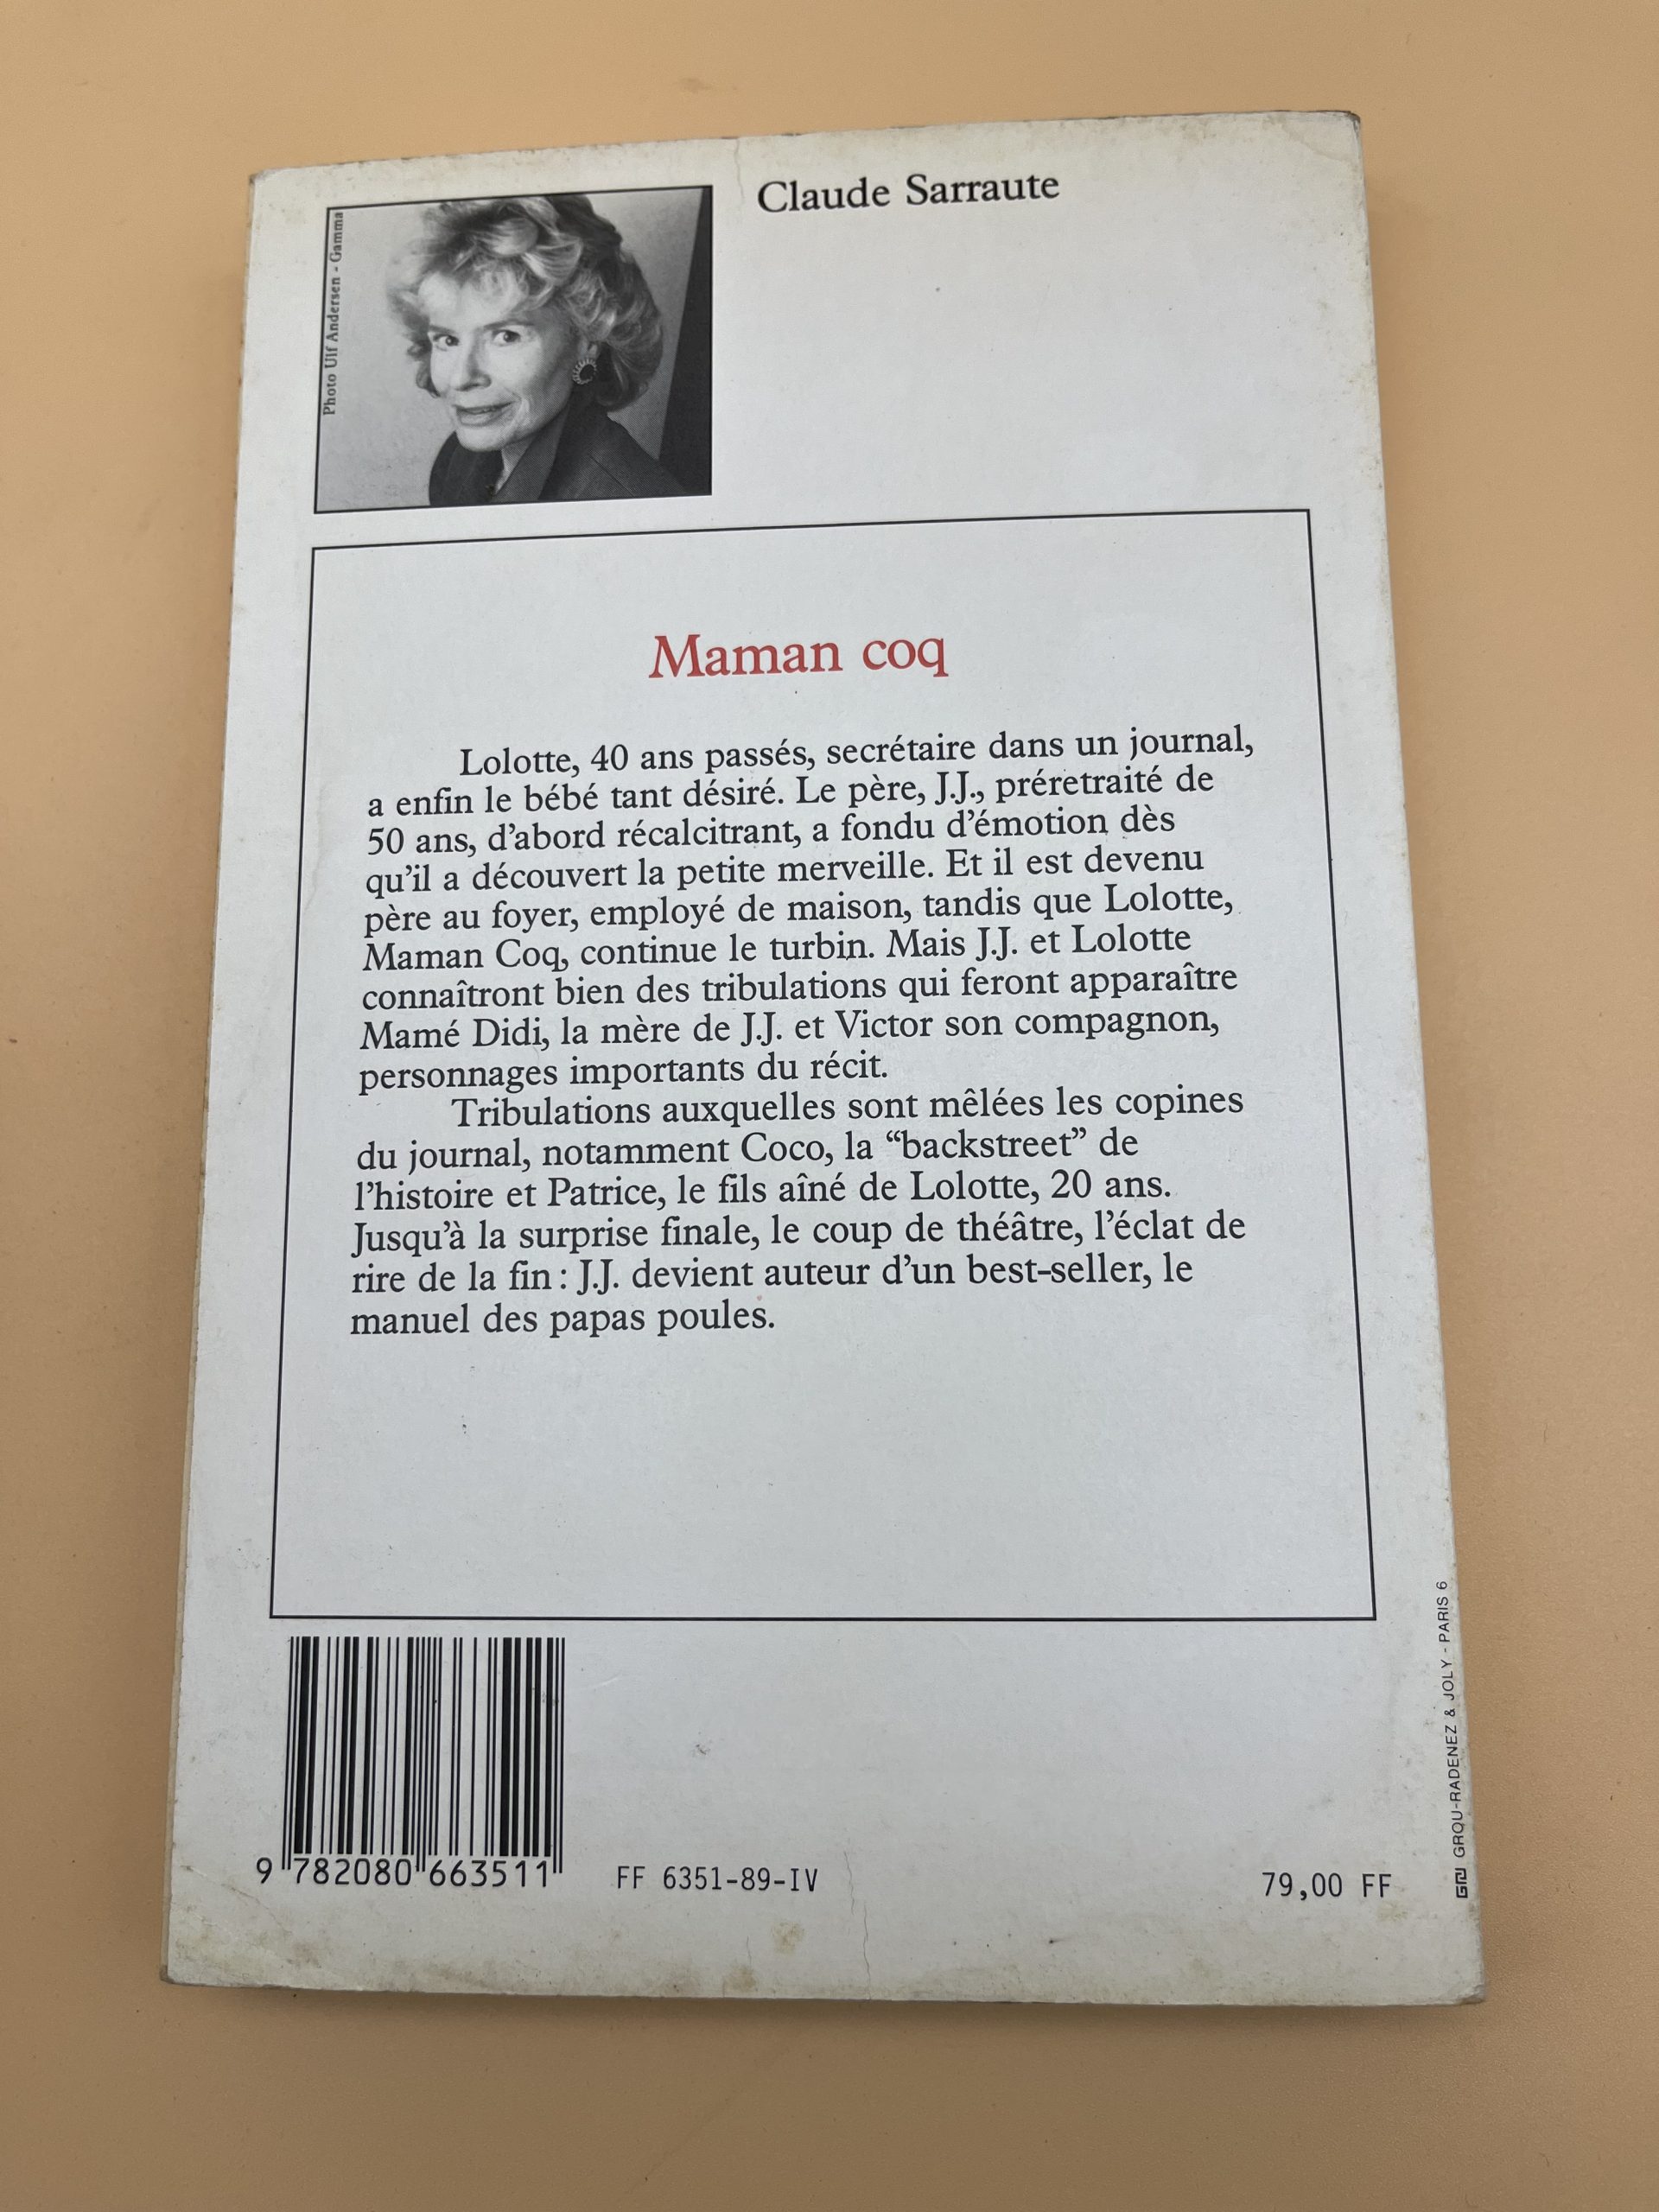 Claude Sarraute
Photo Ulf Andersen - Gamma
Maman coq
Lolotte, 40 ans passés, secrétaire dans un journal,
a enfin le bébé tant désiré. Le père, J.J., préretraité de
50 ans, d'abord récalcitrant, a fondu d'émotion dès
qu'il a découvert la petite merveille. Et il est devenu
père au foyer, employé de maison, tandis que Lolotte,
Maman Coq, continue le turbin. Mais J.J. et Lolotte
connaîtront bien des tribulations qui feront apparaître
Mamé Didi, la mère de J.J. et Victor son compagnon,
personnages importants du récit.
Tribulations auxquelles sont mêlées les copines
du journal, notamment Coco, la “backstreet” de
l'histoire et Patrice, le fils aîné de Lolotte, 20 ans.
Jusqu'à la surprise finale, le coup de théâtre, l'éclat de
rire de la fin : J.J. devient auteur d'un best-seller, le
manuel des papas poules.
9 782080 663511
FF 6351-89-IV
79,00 FF
GRJ GROU-RADENEZ & JOLY - PARIS 6